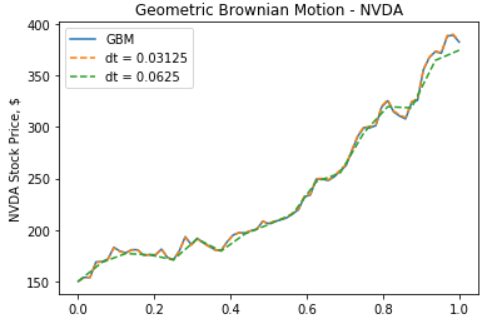 Geometric Brownian Motion - NVDA
400
350
300
250
200
150
NVDA Stock Price, $
GBM
dt = 0.03125
dt = 0.0625
0.0 0.2 0.4 0.6 0.8 1.0